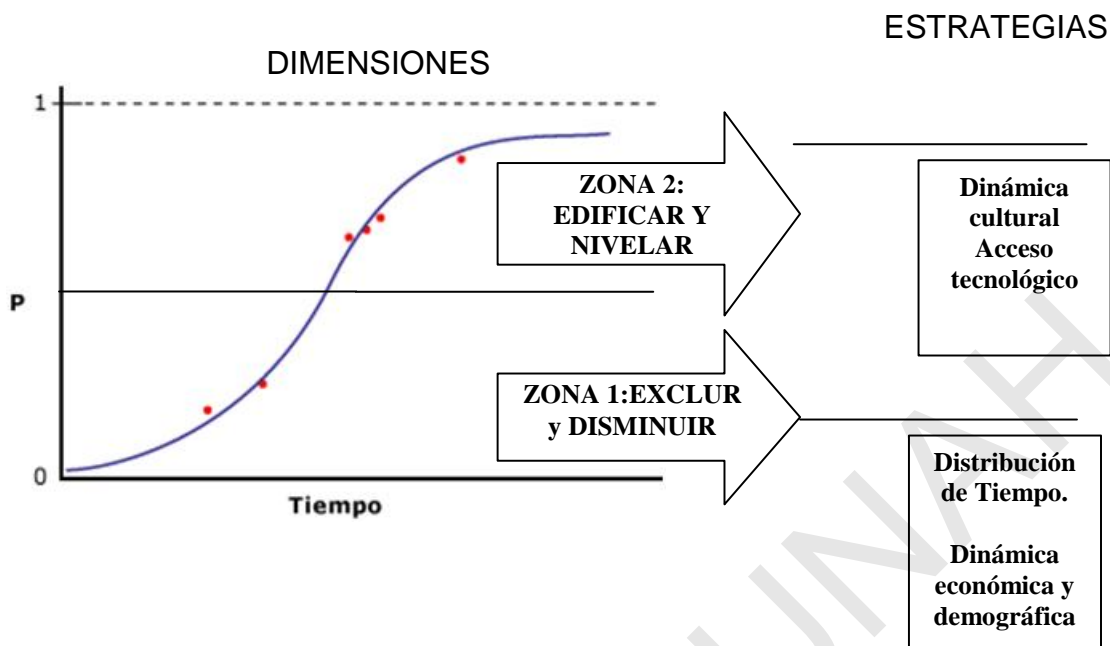 ESTRATEGIAS
DIMENSIONES
1
P
0
Tiempo
ZONA 2:
EDIFICAR Y
NIVELAR
ZONA 1:EXCLUR
y DISMINUIR
Dinámica
cultural
Acceso
tecnológico
Distribución
de Tiempo.
Dinámica
económica y
demográfica
UNAH